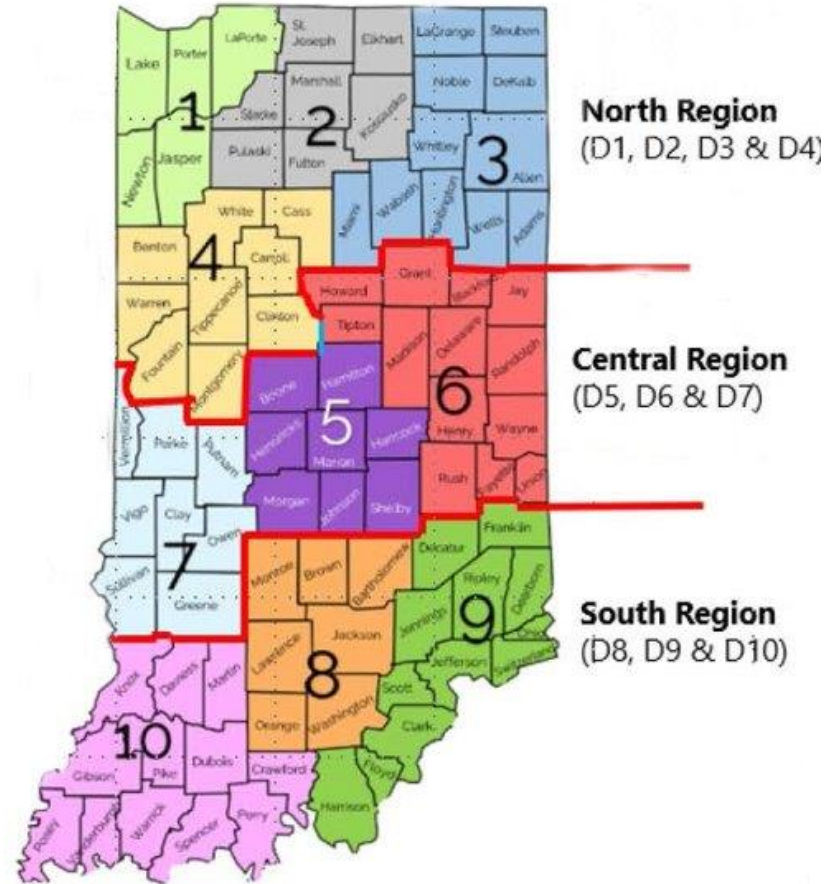 St.
Joseph
Elkhart
LaGrange
Steuben
Lake
Porter
LaPorte
Noble
DeKalb
Marshall
Kosciusko
Starke
1
2
3
Whitley
Allen
Newton
Jasper
Pulaski
Fulton
Miami
Wabash
Huntington
Wells
Adams
North Region
(D1, D2, D3 & D4)
White
Cass
Benton
4
Carroll
Grant
Howard
Blackford
Jay
Warren
Tippecanoe
Clinton
Tipton
Madison
Delaware
Randolph
Fountain
Montgomery
Boone
Hamilton
6
Central Region
(D5, D6 & D7)
Vermillion
Parke
Putnam
Hendricks
5
Marion
Hancock
Henry
Wayne
Rush
Fayette
Union
Morgan
Johnson
Shelby
Vigo
Clay
Owen
7
Sullivan
Greene
Monroe
Brown
Bartholomew
Decatur
Franklin
Ripley
Dearborn
9
Jennings
Ohio
Jefferson
Switzerland
South Region
(D8, D9 & D10)
Lawrence
Jackson
8
Scott
Orange
Washington
Clark
Knox
Daviess
Martin
10
Gibson
Pike
Dubois
Crawford
Floyd
Harrison
Posey
Vanderburgh
Warrick
Spencer
Perry